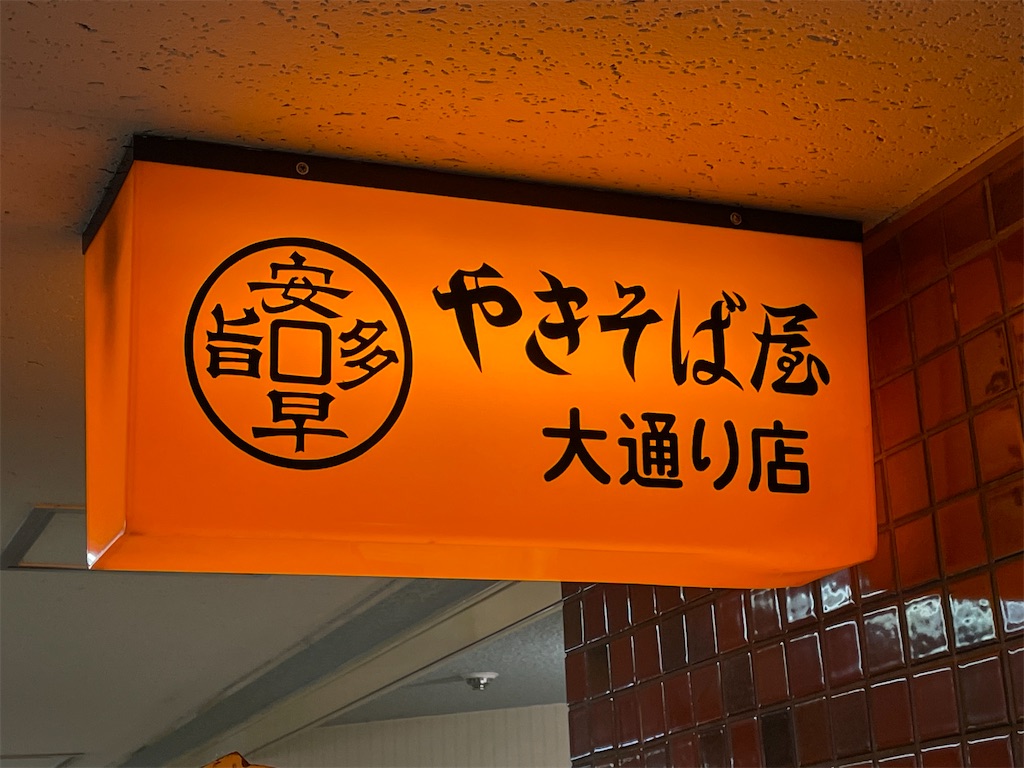 安
旨口多
早
やきそば屋
大通り店